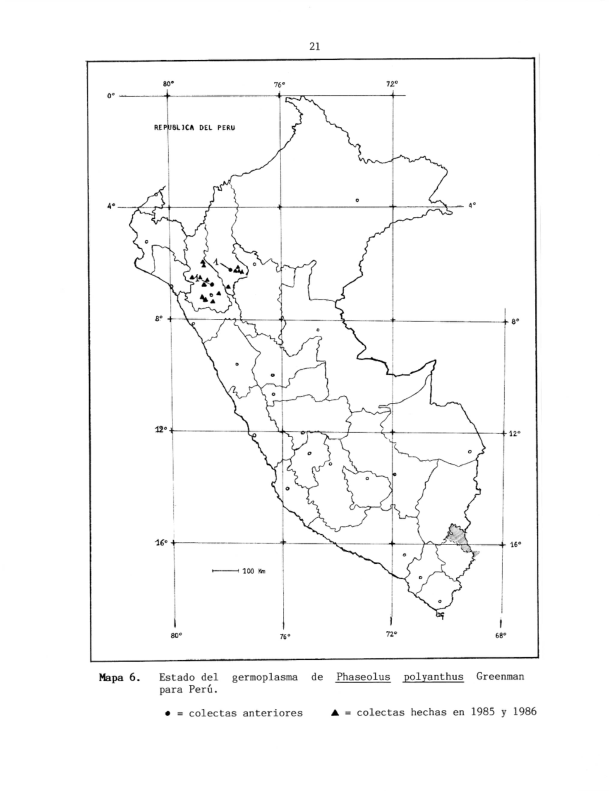 21
80° 76° 72°
0°
REPUBLICA DEL PERU
4° 4°
8° 8°
12° 12°
16° 16°
80° 76° 72° 68°
Mapa 6. Estado del germoplasma de Phaseolus polyanthus Greenman
para Perú.
● = colectas anteriores ▲ = colectas hechas en 1985 y 1986